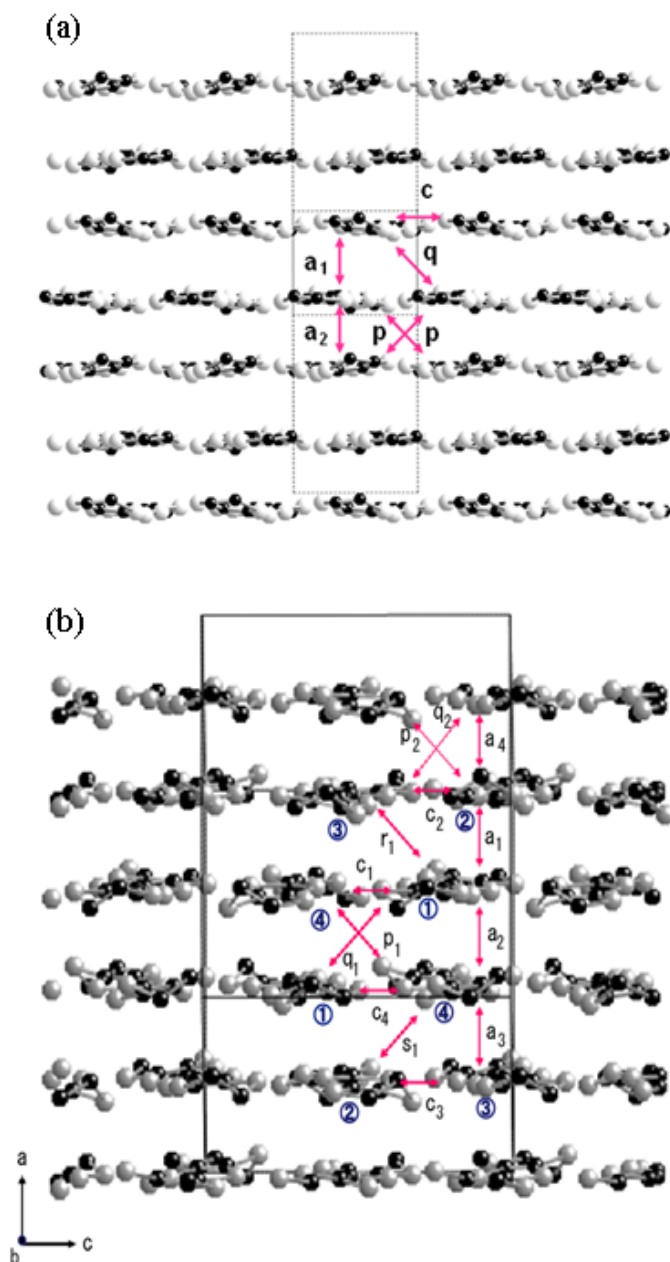 (a)
c
a₁ q
a₂ p p
(b)
p₂ q₂ a₄
③ c₂ ②
r₁ a₁
c₁
④ ①
q₁ p₁ a₂
① c₄ ④
s₁ a₃
② c₃ ③
a
b c